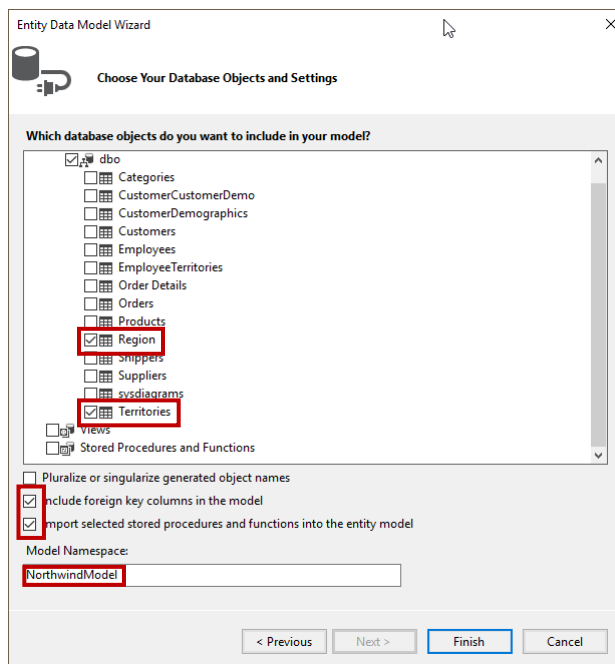 Entity Data Model Wizard
Choose Your Database Objects and Settings
Which database objects do you want to include in your model?
dbo
Categories
CustomerCustomerDemo
CustomerDemographics
Customers
Employees
EmployeeTerritories
Order Details
Orders
Products
Region
Shippers
Suppliers
sysdiagrams
Territories
Views
Stored Procedures and Functions
Pluralize or singularize generated object names
Include foreign key columns in the model
Import selected stored procedures and functions into the entity model
Model Namespace:
NorthwindModel
< Previous Next > Finish Cancel